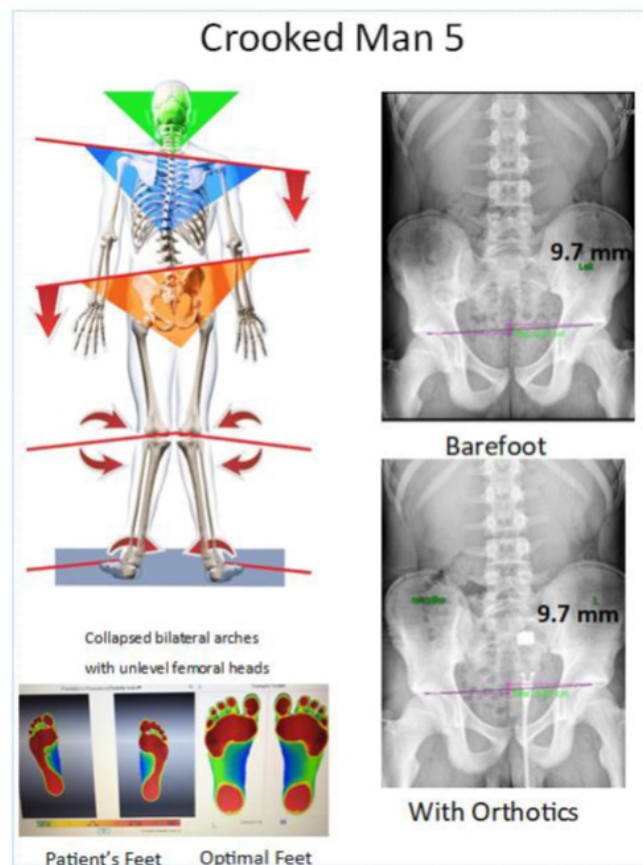 Crooked Man 5
9.7 mm
Left
Barefoot
9.7 mm
L
With Orthotics
Collapsed bilateral arches
with unlevel femoral heads
Patient's Feet
Optimal Feet